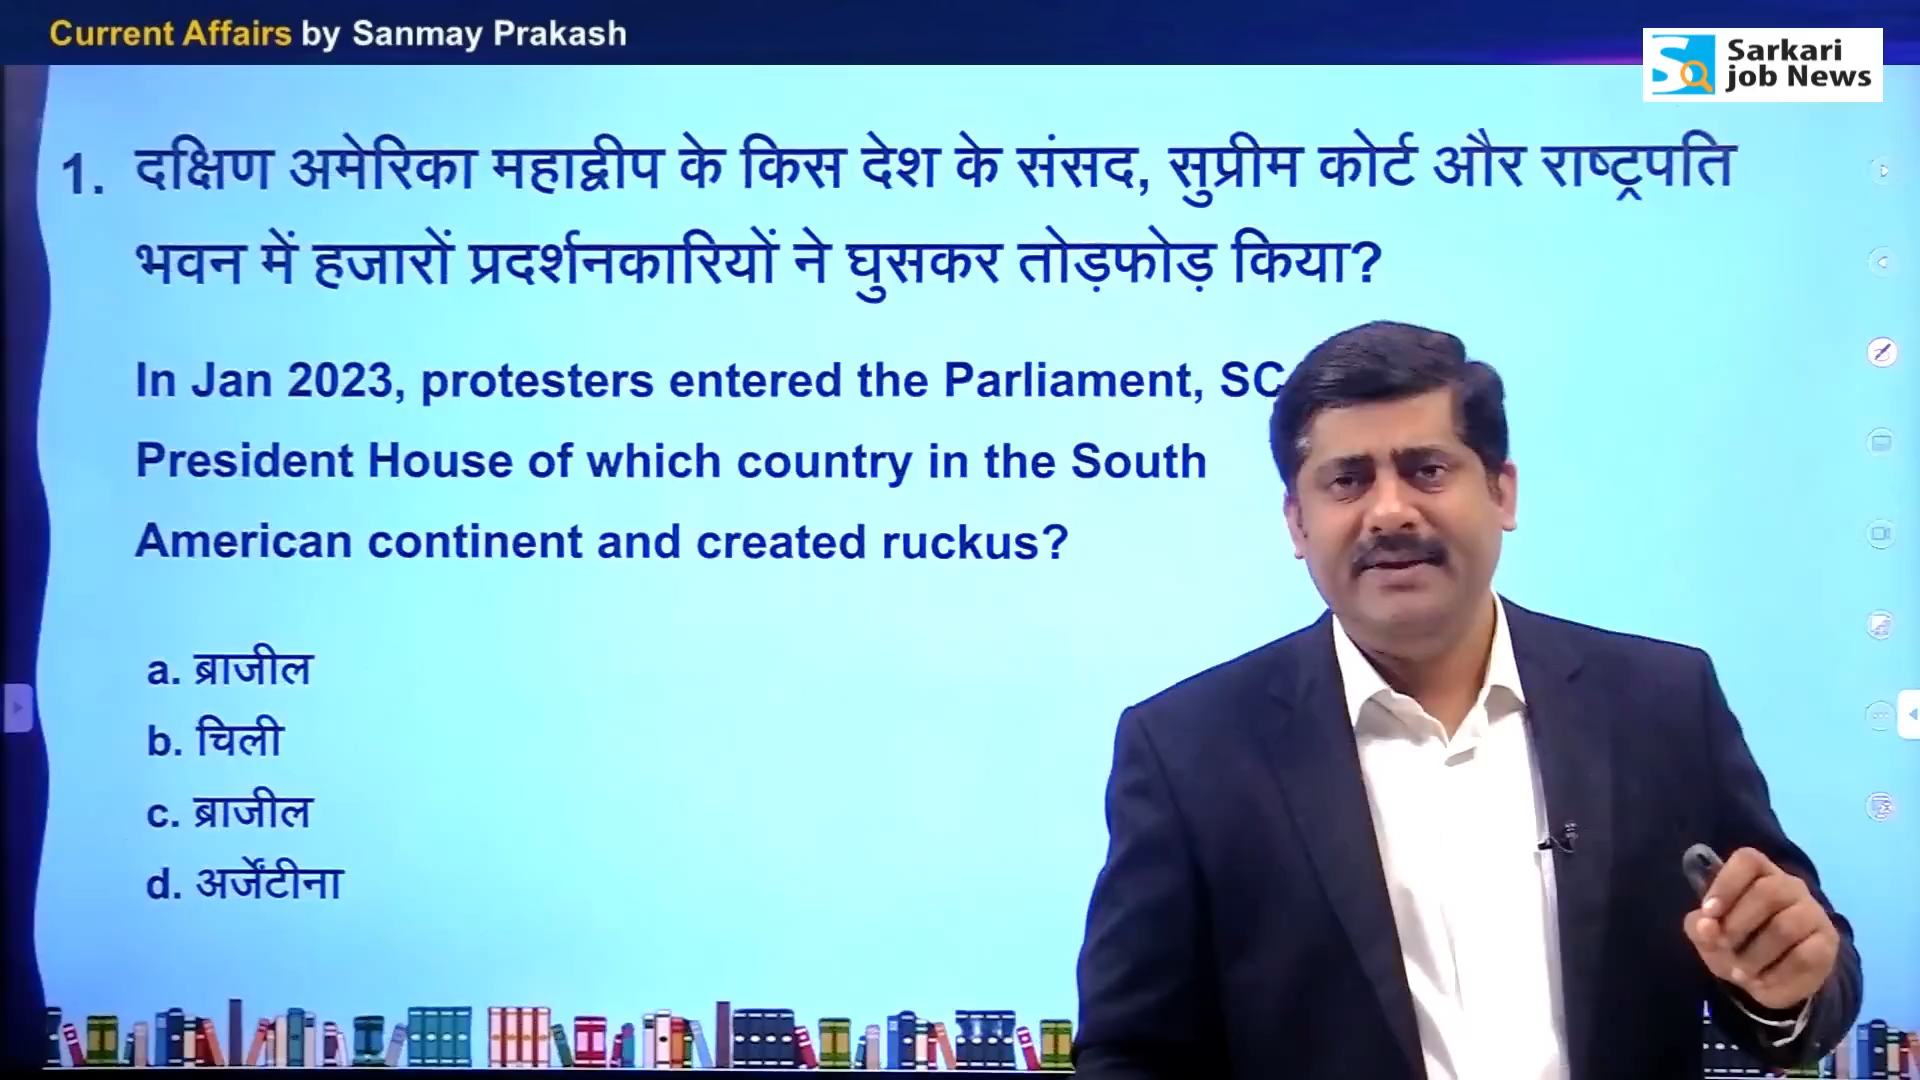 Current Affairs by Sanmay Prakash
Sarkari
job News
1. दक्षिण अमेरिका महाद्वीप के किस देश के संसद, सुप्रीम कोर्ट और राष्ट्रपति
भवन में हजारों प्रदर्शनकारियों ने घुसकर तोड़फोड़ किया?
In Jan 2023, protesters entered the Parliament, SC
President House of which country in the South
American continent and created ruckus?
a. ब्राजील
b. चिली
c. ब्राजील
d. अर्जेंटीना